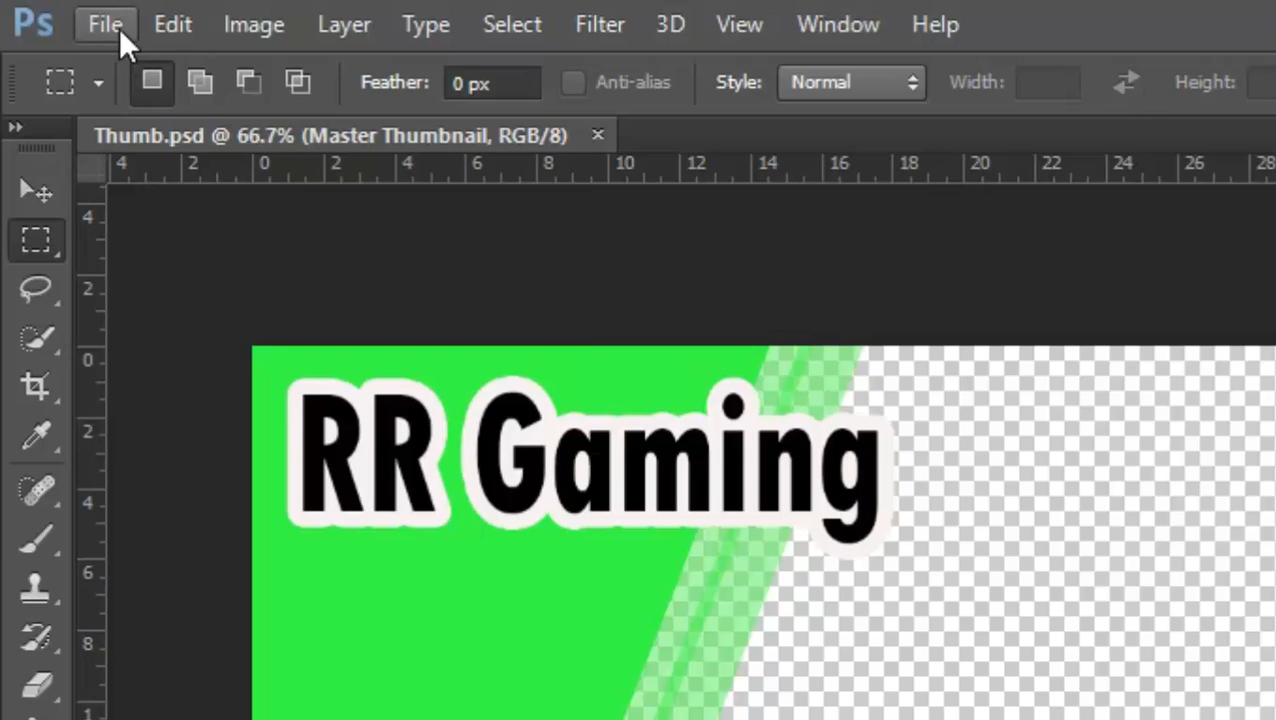 Ps File Edit Image Layer Type Select Filter 3D View Window Help
Feather: 0 px Anti-alias Style: Normal Width: Height:
Thumb.psd @ 66.7% (Master Thumbnail, RGB/8) ×
4 2 0 2 4 6 8 10 12 14 16 18 20 22 24 26 28
4
2
0
2
4
6
8
1
RR Gaming